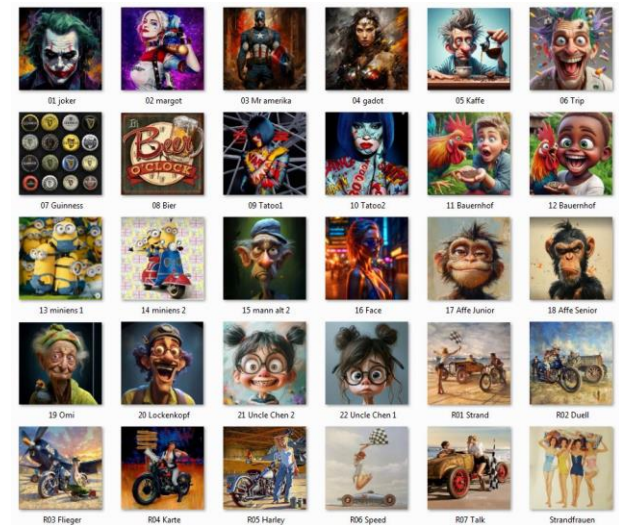 01 joker
02 margot
03 Mr amerika
04 gadot
05 Kaffe
06 Trip
07 Guinness
08 Bier
09 Tatoo1
10 Tatoo2
11 Bauernhof
12 Bauernhof
Beer
O'CLOCK
13 miniens 1
14 miniens 2
15 mann alt 2
16 Face
17 Affe Junior
18 Affe Senior
19 Omi
20 Lockenkopf
21 Uncle Chen 2
22 Uncle Chen 1
R01 Strand
R02 Duell
R03 Flieger
R04 Karte
R05 Harley
R06 Speed
R07 Talk
Strandfrauen